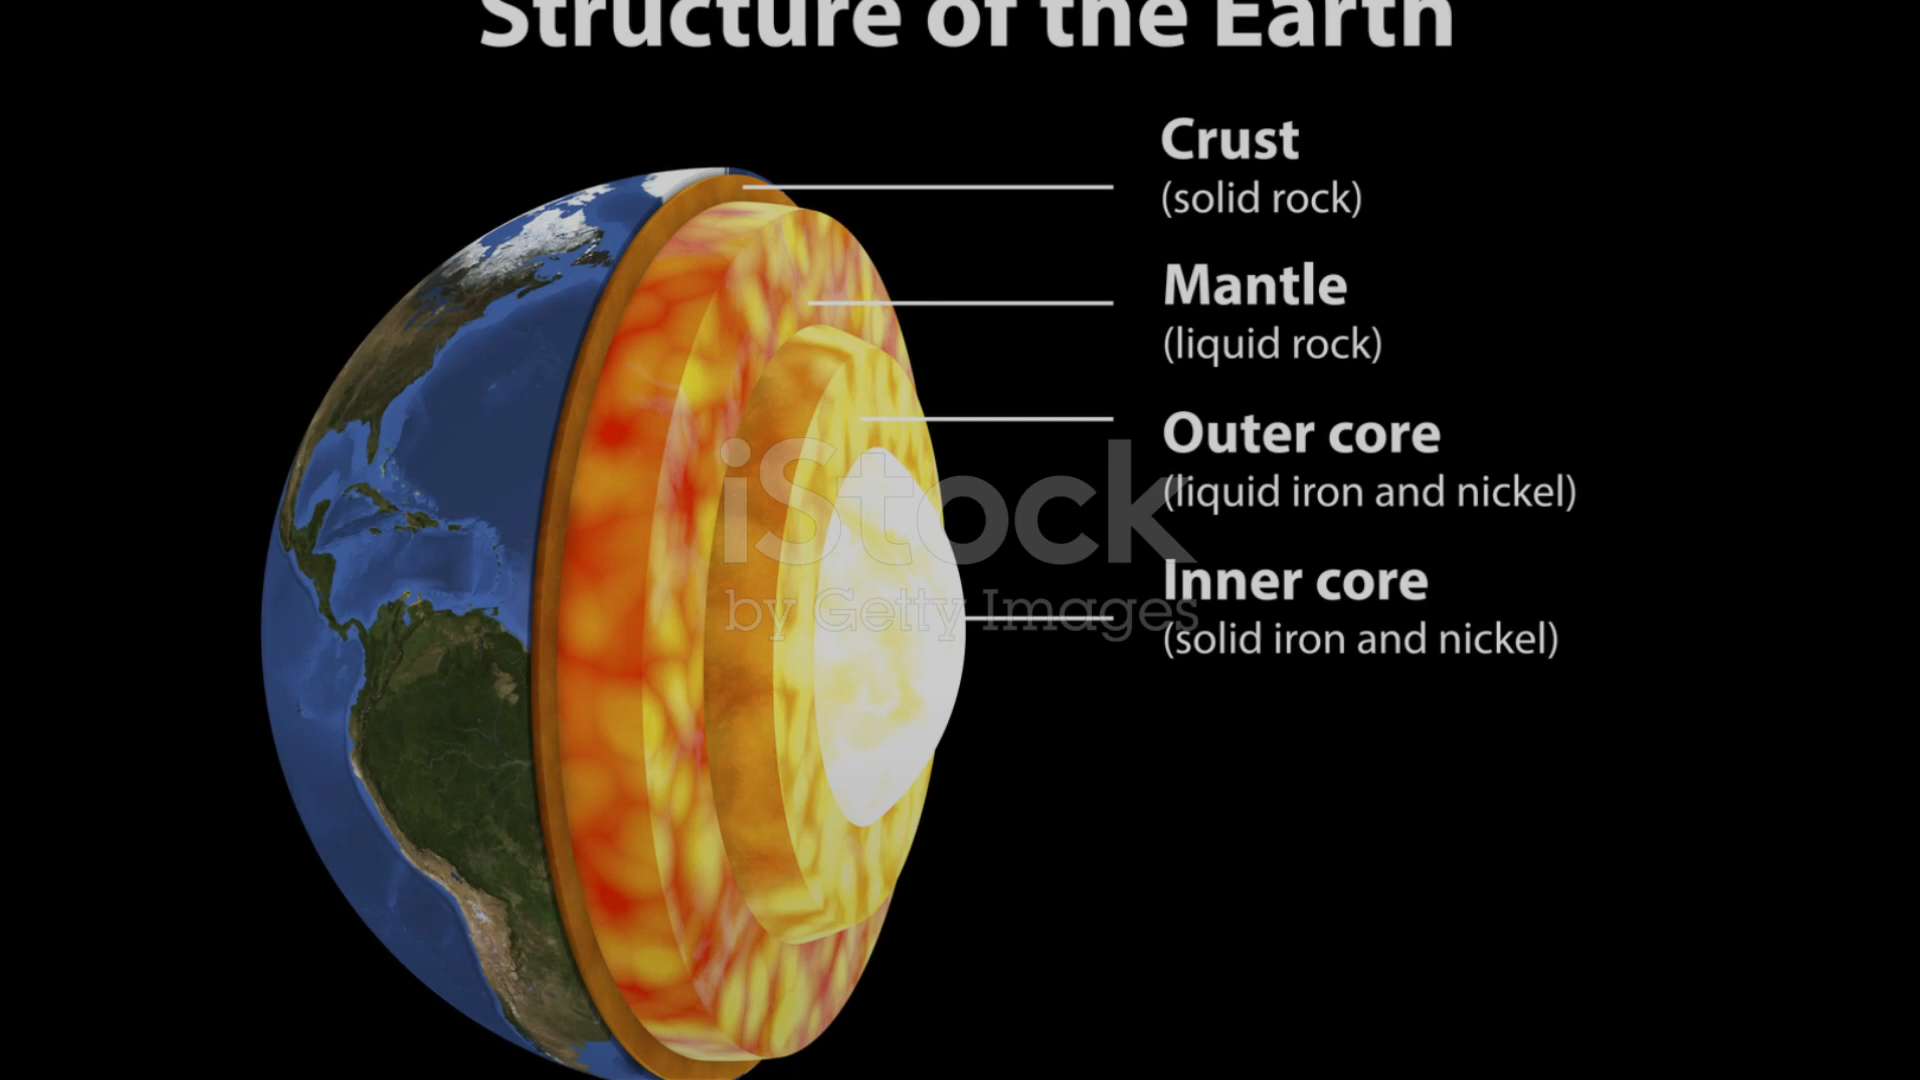 Structure of the Earth
Crust
(solid rock)
Mantle
(liquid rock)
Outer core
(liquid iron and nickel)
Inner core
(solid iron and nickel)
iStock
by Getty Images